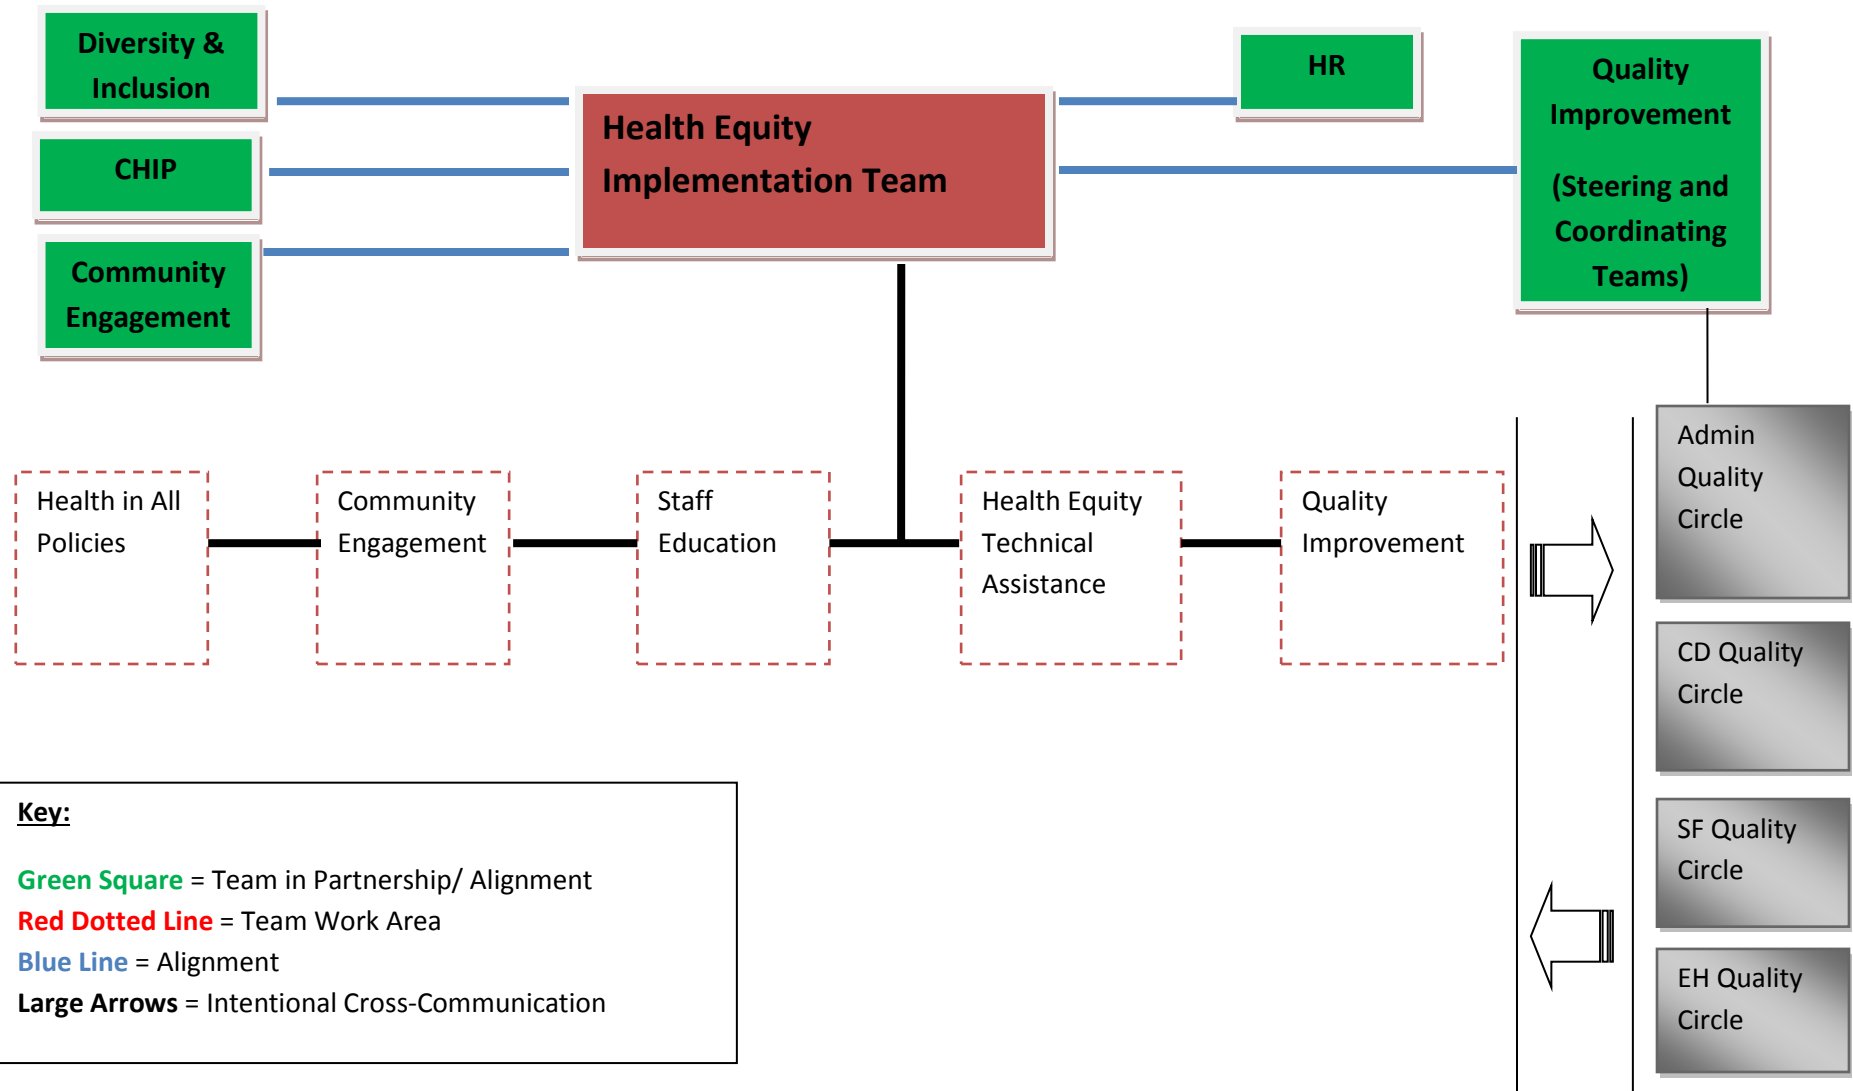 Diversity &
Inclusion
CHIP
Community
Engagement
Health Equity
Implementation Team
HR
Quality
Improvement
(Steering and
Coordinating
Teams)
Health in All
Policies
Community
Engagement
Staff
Education
Health Equity
Technical
Assistance
Quality
Improvement
Admin
Quality
Circle
CD Quality
Circle
SF Quality
Circle
EH Quality
Circle
Key:
Green Square = Team in Partnership/ Alignment
Red Dotted Line = Team Work Area
Blue Line = Alignment
Large Arrows = Intentional Cross-Communication